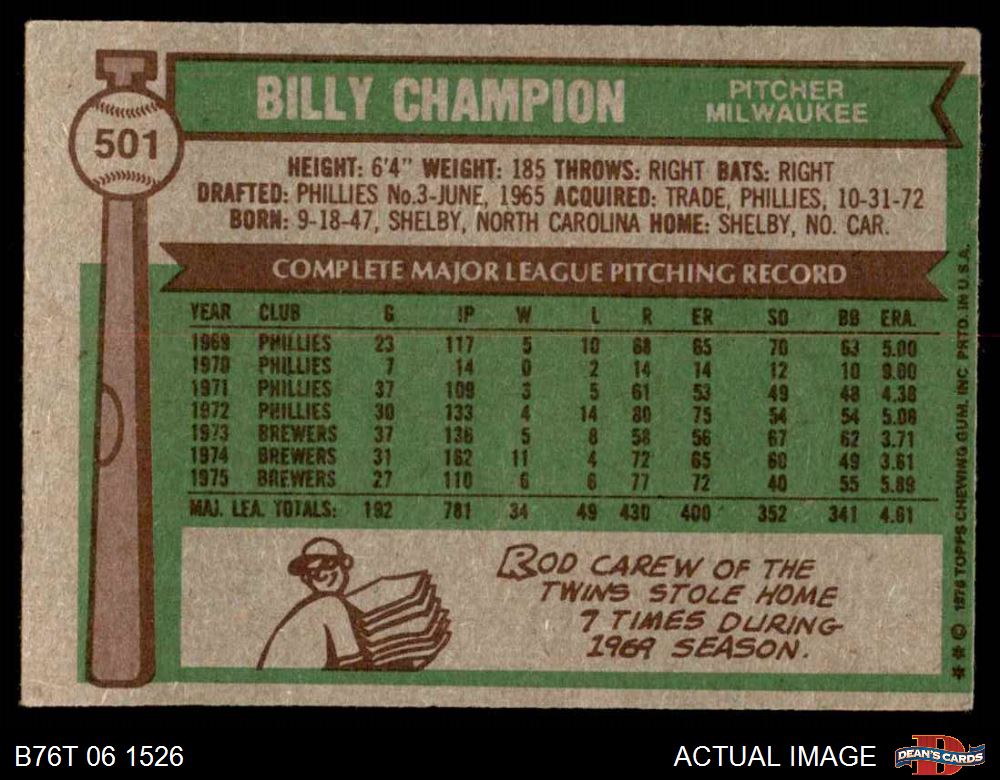 501
BILLY CHAMPION
PITCHER
MILWAUKEE
HEIGHT: 6'4" WEIGHT: 185 THROWS: RIGHT BATS: RIGHT
DRAFTED: PHILLIES No.3-JUNE, 1965 ACQUIRED: TRADE, PHILLIES, 10-31-72
BORN: 9-18-47, SHELBY, NORTH CAROLINA HOME: SHELBY, NO. CAR.
COMPLETE MAJOR LEAGUE PITCHING RECORD
YEAR CLUB G IP W L R ER SO BB ERA.
1969 PHILLIES 23 117 5 10 68 65 70 63 5.00
1970 PHILLIES 7 14 0 2 14 14 12 10 9.00
1971 PHILLIES 37 109 3 5 61 53 49 48 4.38
1972 PHILLIES 30 133 4 14 80 75 54 54 5.08
1973 BREWERS 37 136 5 8 58 56 67 62 3.71
1974 BREWERS 31 162 11 4 72 65 60 49 3.61
1975 BREWERS 27 110 6 6 77 72 40 55 5.89
MAJ. LEA. TOTALS: 192 781 34 49 430 400 352 341 4.61
ROD CAREW OF THE
TWINS STOLE HOME
7 TIMES DURING
1969 SEASON.
** © 1976 TOPPS CHEWING GUM, INC. PRTD. IN U.S.A.
B76T 06 1526
ACTUAL IMAGE
DEAN'S CARDS